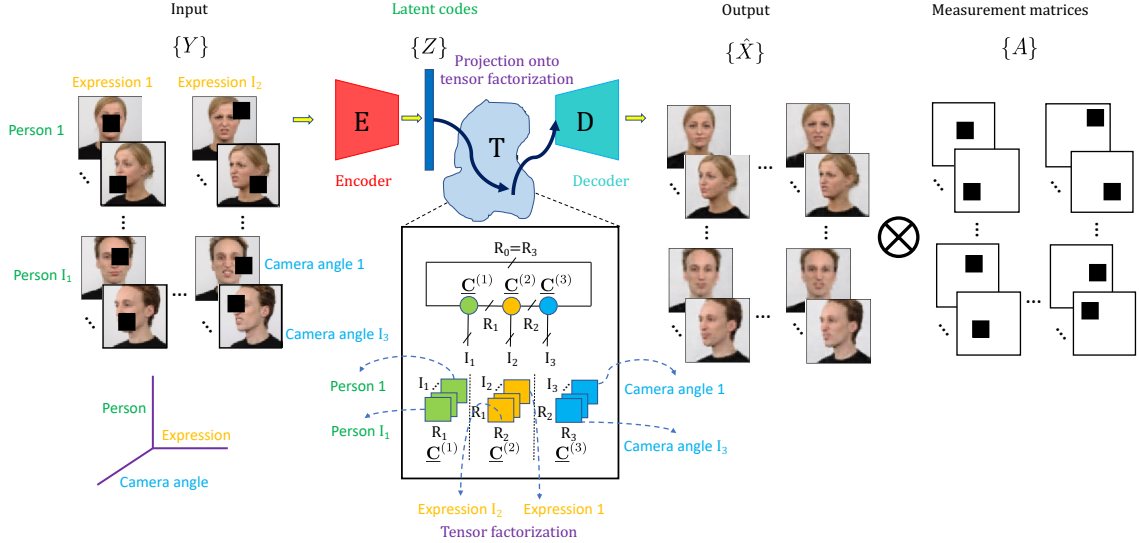 Input
Latent codes
Output
Measurement matrices
{Y}
{Z}
{X̂}
{A}
Projection onto
tensor factorization
Expression 1
Expression I₂
Person 1
E
T
D
Encoder
Decoder
Person I₁
Camera angle 1
Camera angle I₃
R₀=R₃
C⁽¹⁾
C⁽²⁾
C⁽³⁾
R₁
R₂
I₁
I₂
I₃
Person 1
Person I₁
I₁
I₂
I₃
R₁
R₂
R₁
R₂
R₃
C⁽¹⁾
C⁽²⁾
C⁽³⁾
Camera angle 1
Camera angle I₃
Person
Expression
Camera angle
Expression I₂
Expression 1
Tensor factorization